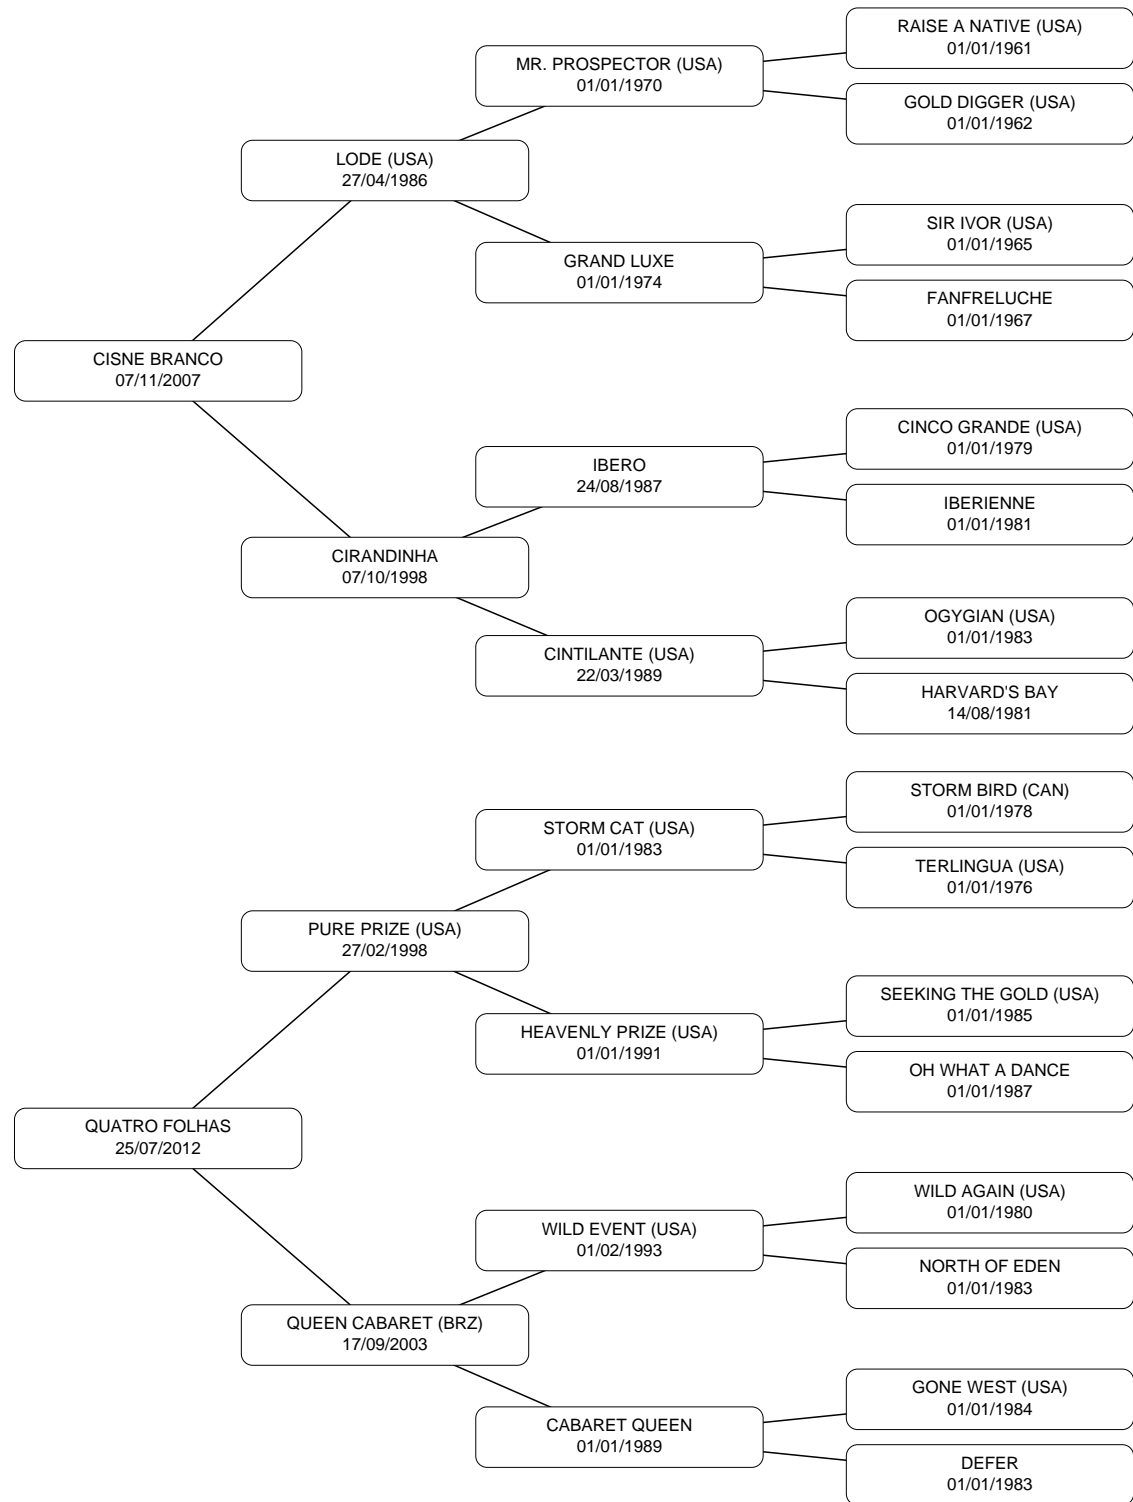 RAISE A NATIVE (USA)
01/01/1961
MR. PROSPECTOR (USA)
01/01/1970
GOLD DIGGER (USA)
01/01/1962
LODE (USA)
27/04/1986
SIR IVOR (USA)
01/01/1965
GRAND LUXE
01/01/1974
FANFRELUCHE
01/01/1967
CISNE BRANCO
07/11/2007
CINCO GRANDE (USA)
01/01/1979
IBERO
24/08/1987
IBERIENNE
01/01/1981
CIRANDINHA
07/10/1998
OGYGIAN (USA)
01/01/1983
CINTILANTE (USA)
22/03/1989
HARVARD'S BAY
14/08/1981
STORM BIRD (CAN)
01/01/1978
STORM CAT (USA)
01/01/1983
TERLINGUA (USA)
01/01/1976
PURE PRIZE (USA)
27/02/1998
SEEKING THE GOLD (USA)
01/01/1985
HEAVENLY PRIZE (USA)
01/01/1991
OH WHAT A DANCE
01/01/1987
QUATRO FOLHAS
25/07/2012
WILD AGAIN (USA)
01/01/1980
WILD EVENT (USA)
01/02/1993
NORTH OF EDEN
01/01/1983
QUEEN CABARET (BRZ)
17/09/2003
GONE WEST (USA)
01/01/1984
CABARET QUEEN
01/01/1989
DEFER
01/01/1983